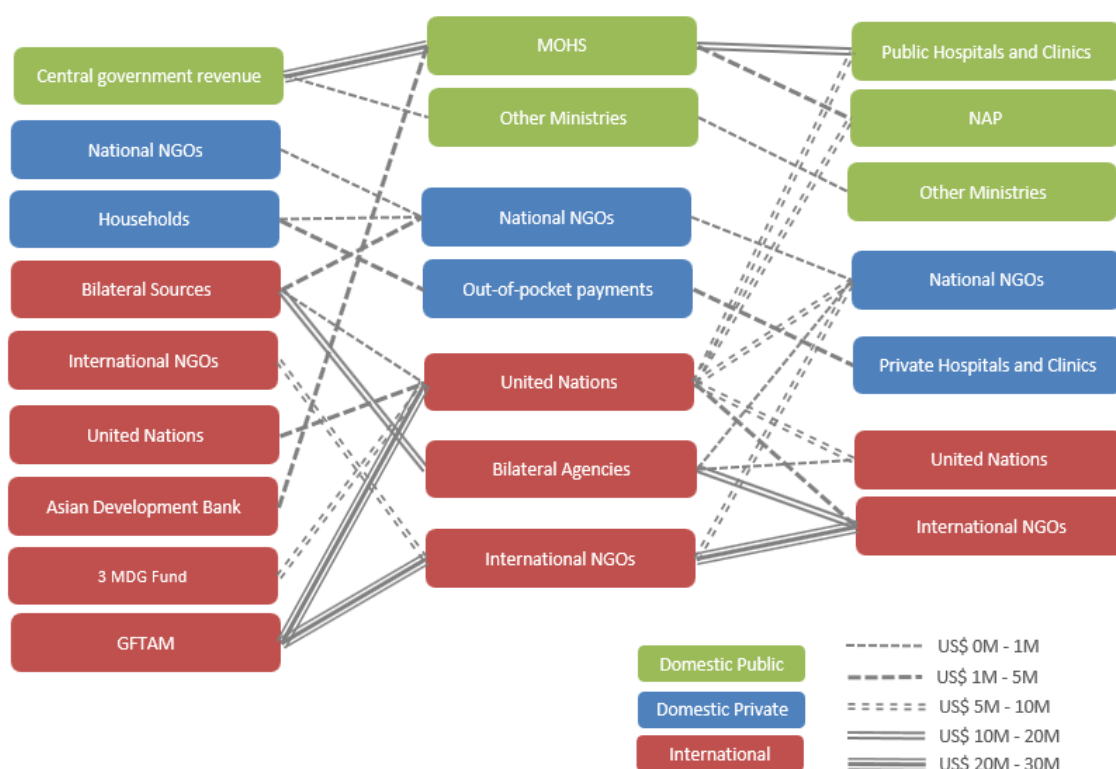 Central government revenue
National NGOs
Households
Bilateral Sources
International NGOs
United Nations
Asian Development Bank
3 MDG Fund
GFTAM
MOHS
Other Ministries
National NGOs
Out-of-pocket payments
United Nations
Bilateral Agencies
International NGOs
Public Hospitals and Clinics
NAP
Other Ministries
National NGOs
Private Hospitals and Clinics
United Nations
International NGOs
Domestic Public
Domestic Private
International
US$ 0M - 1M
US$ 1M - 5M
US$ 5M - 10M
US$ 10M - 20M
US$ 20M - 30M